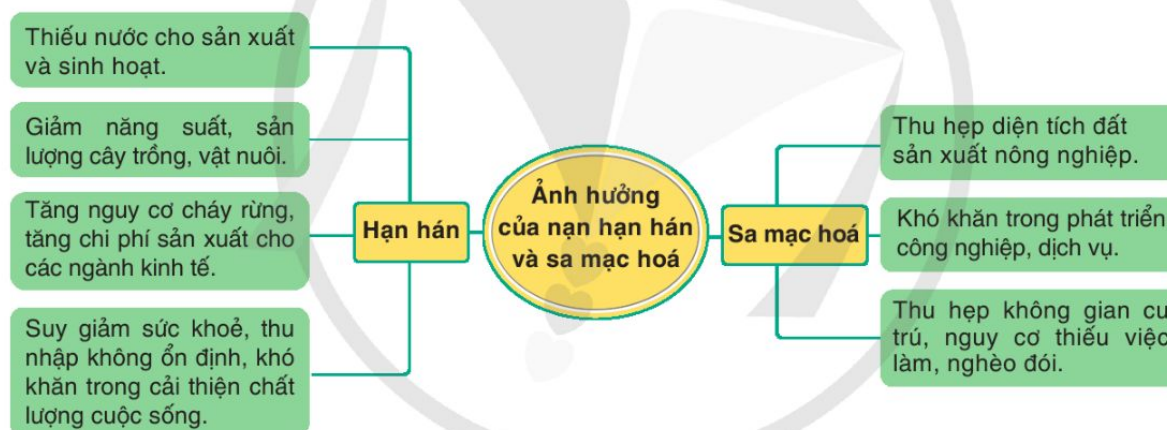 Thiếu nước cho sản xuất
và sinh hoạt.
Giảm năng suất, sản
lượng cây trồng, vật nuôi.
Tăng nguy cơ cháy rừng,
tăng chi phí sản xuất cho
các ngành kinh tế.
Suy giảm sức khoẻ, thu
nhập không ổn định, khó
khăn trong cải thiện chất
lượng cuộc sống.
Hạn hán
Ảnh hưởng
của nạn hạn hán
và sa mạc hoá
Sa mạc hoá
Thu hẹp diện tích đất
sản xuất nông nghiệp.
Khó khăn trong phát triển
công nghiệp, dịch vụ.
Thu hẹp không gian cư
trú, nguy cơ thiếu việc
làm, nghèo đói.